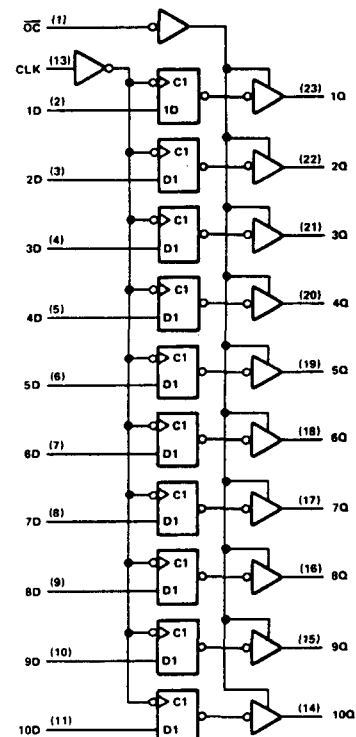 OC (1)
CLK (13)
C1
1D (2) 1D (23) 1Q
C1
2D (3) D1 (22) 2Q
C1
3D (4) D1 (21) 3Q
C1
4D (5) D1 (20) 4Q
C1
5D (6) D1 (19) 5Q
C1
6D (7) D1 (18) 6Q
C1
7D (8) D1 (17) 7Q
C1
8D (9) D1 (16) 8Q
C1
9D (10) D1 (15) 9Q
C1
10D (11) D1 (14) 10Q